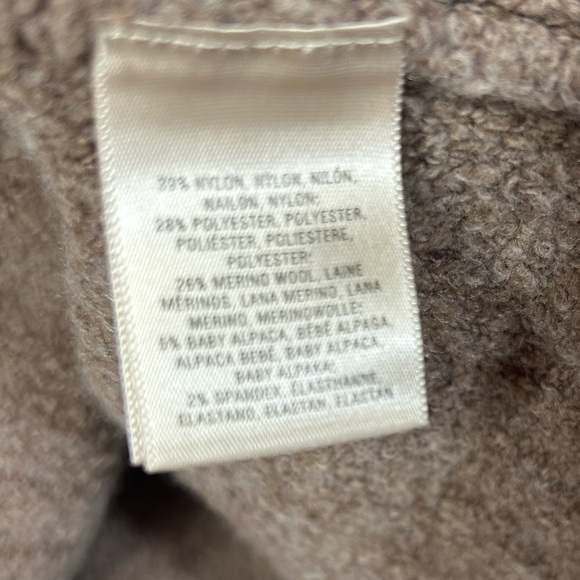 39% NYLON, NYLON, NILÓN,
NAILON, NYLON;
28% POLYESTER, POLYESTER,
POLIÉSTER, POLIESTERE,
POLYESTER;
26% MERINO WOOL, LAINE
MÉRINOS, LANA MERINO, LANA
MERINO, MERINOWOLLE;
5% BABY ALPACA, BÉBÉ ALPAGA,
ALPACA BEBÉ, BABY ALPACA,
BABY ALPAKA;
2% SPANDEX, ÉLASTHANNE,
ELASTANO, ELASTAN, ELASTAN